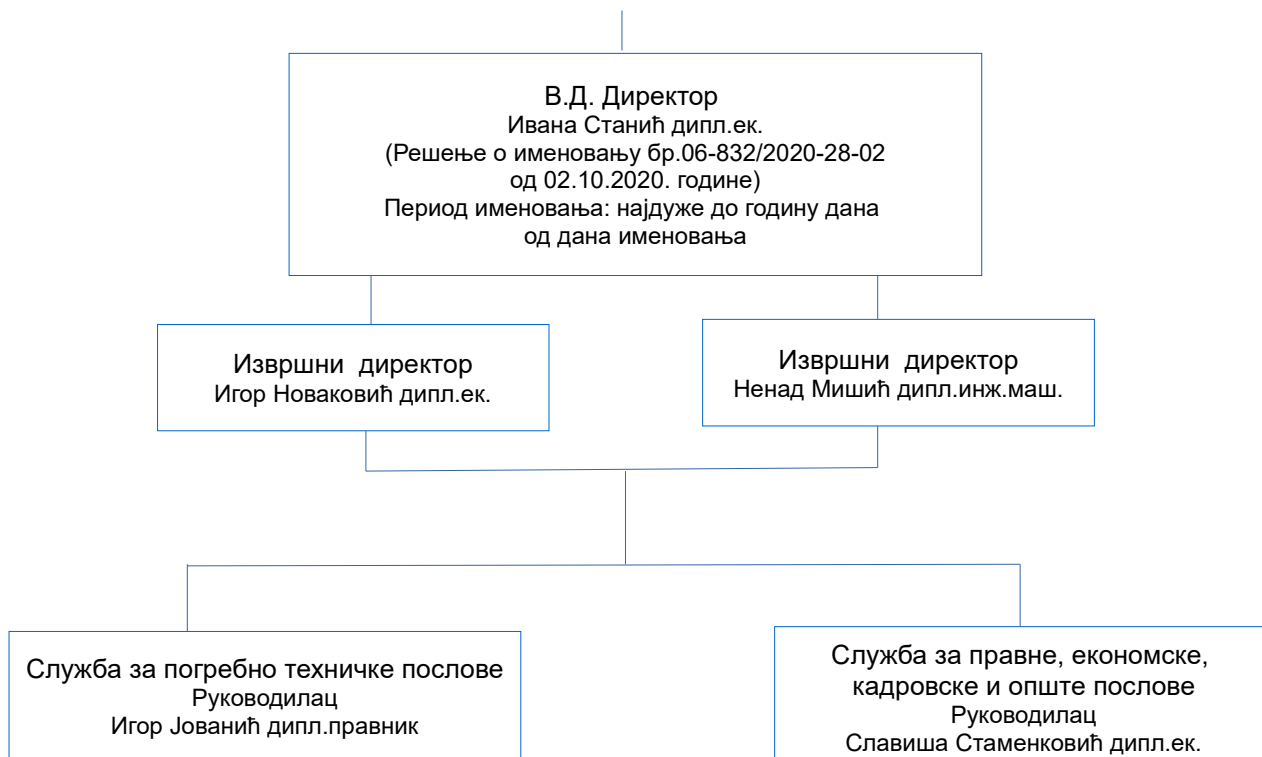 В.Д. Директор
Ивана Станић дипл.ек.
(Решење о именовању бр.06-832/2020-28-02
од 02.10.2020. године)
Период именовања: најдуже до годину дана
од дана именовања
Извршни директор
Игор Новаковић дипл.ек.
Извршни директор
Ненад Мишић дипл.инж.маш.
Служба за погребно техничке послове
Руководилац
Игор Јованић дипл.правник
Служба за правне, економске,
кадровске и опште послове
Руководилац
Славиша Стаменковић дипл.ек.